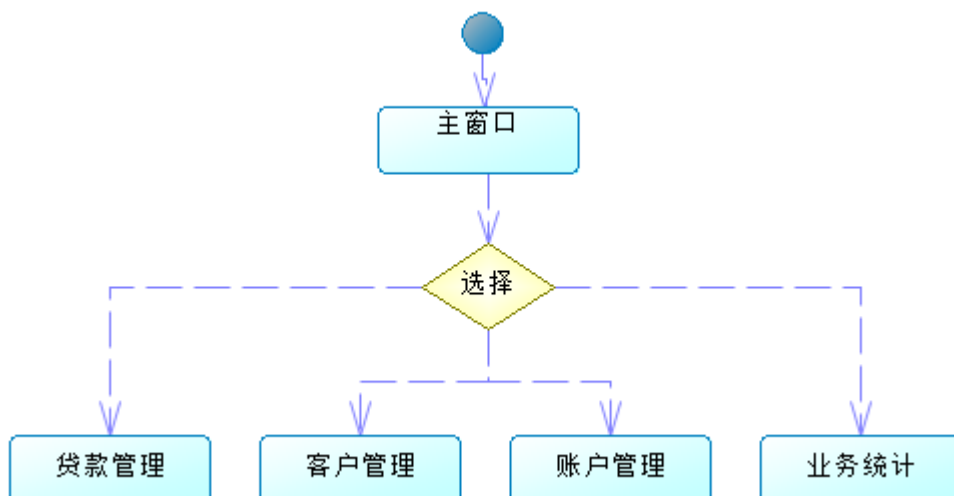 主窗口
选择
贷款管理
客户管理
账户管理
业务统计